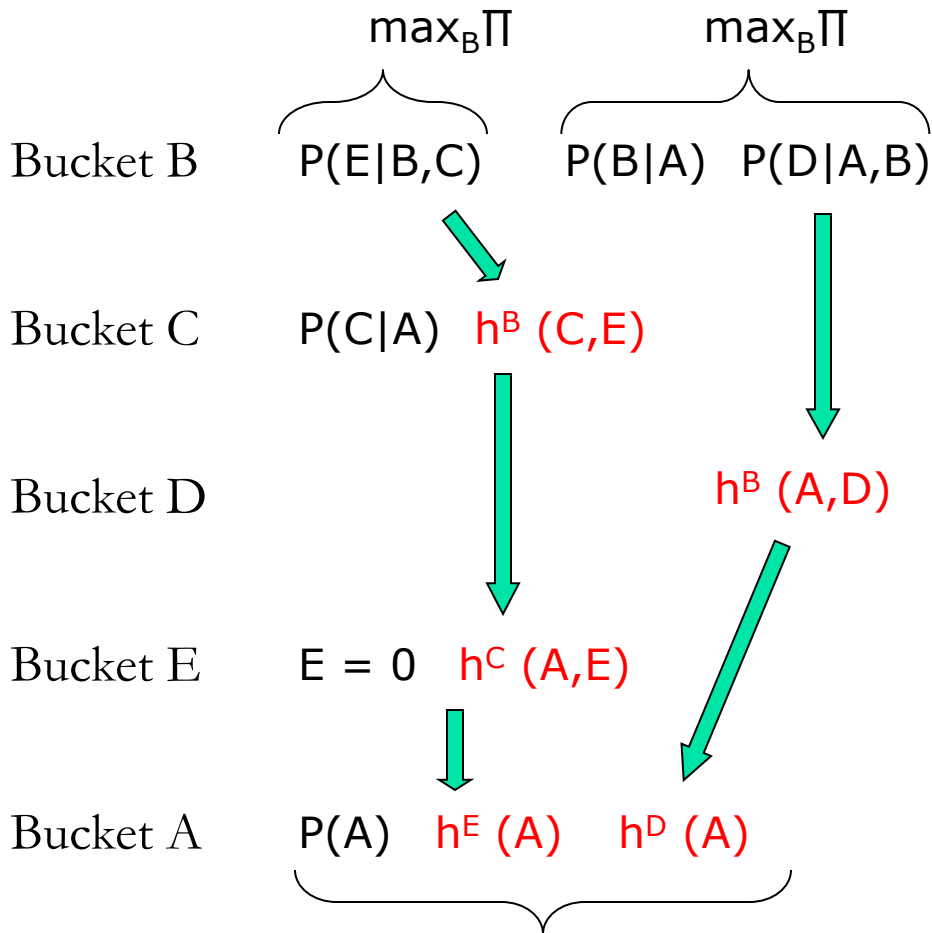 max_B∏ max_B∏
Bucket B P(E|B,C) P(B|A) P(D|A,B)
Bucket C P(C|A) h^B (C,E)
Bucket D h^B (A,D)
Bucket E E = 0 h^C (A,E)
Bucket A P(A) h^E (A) h^D (A)